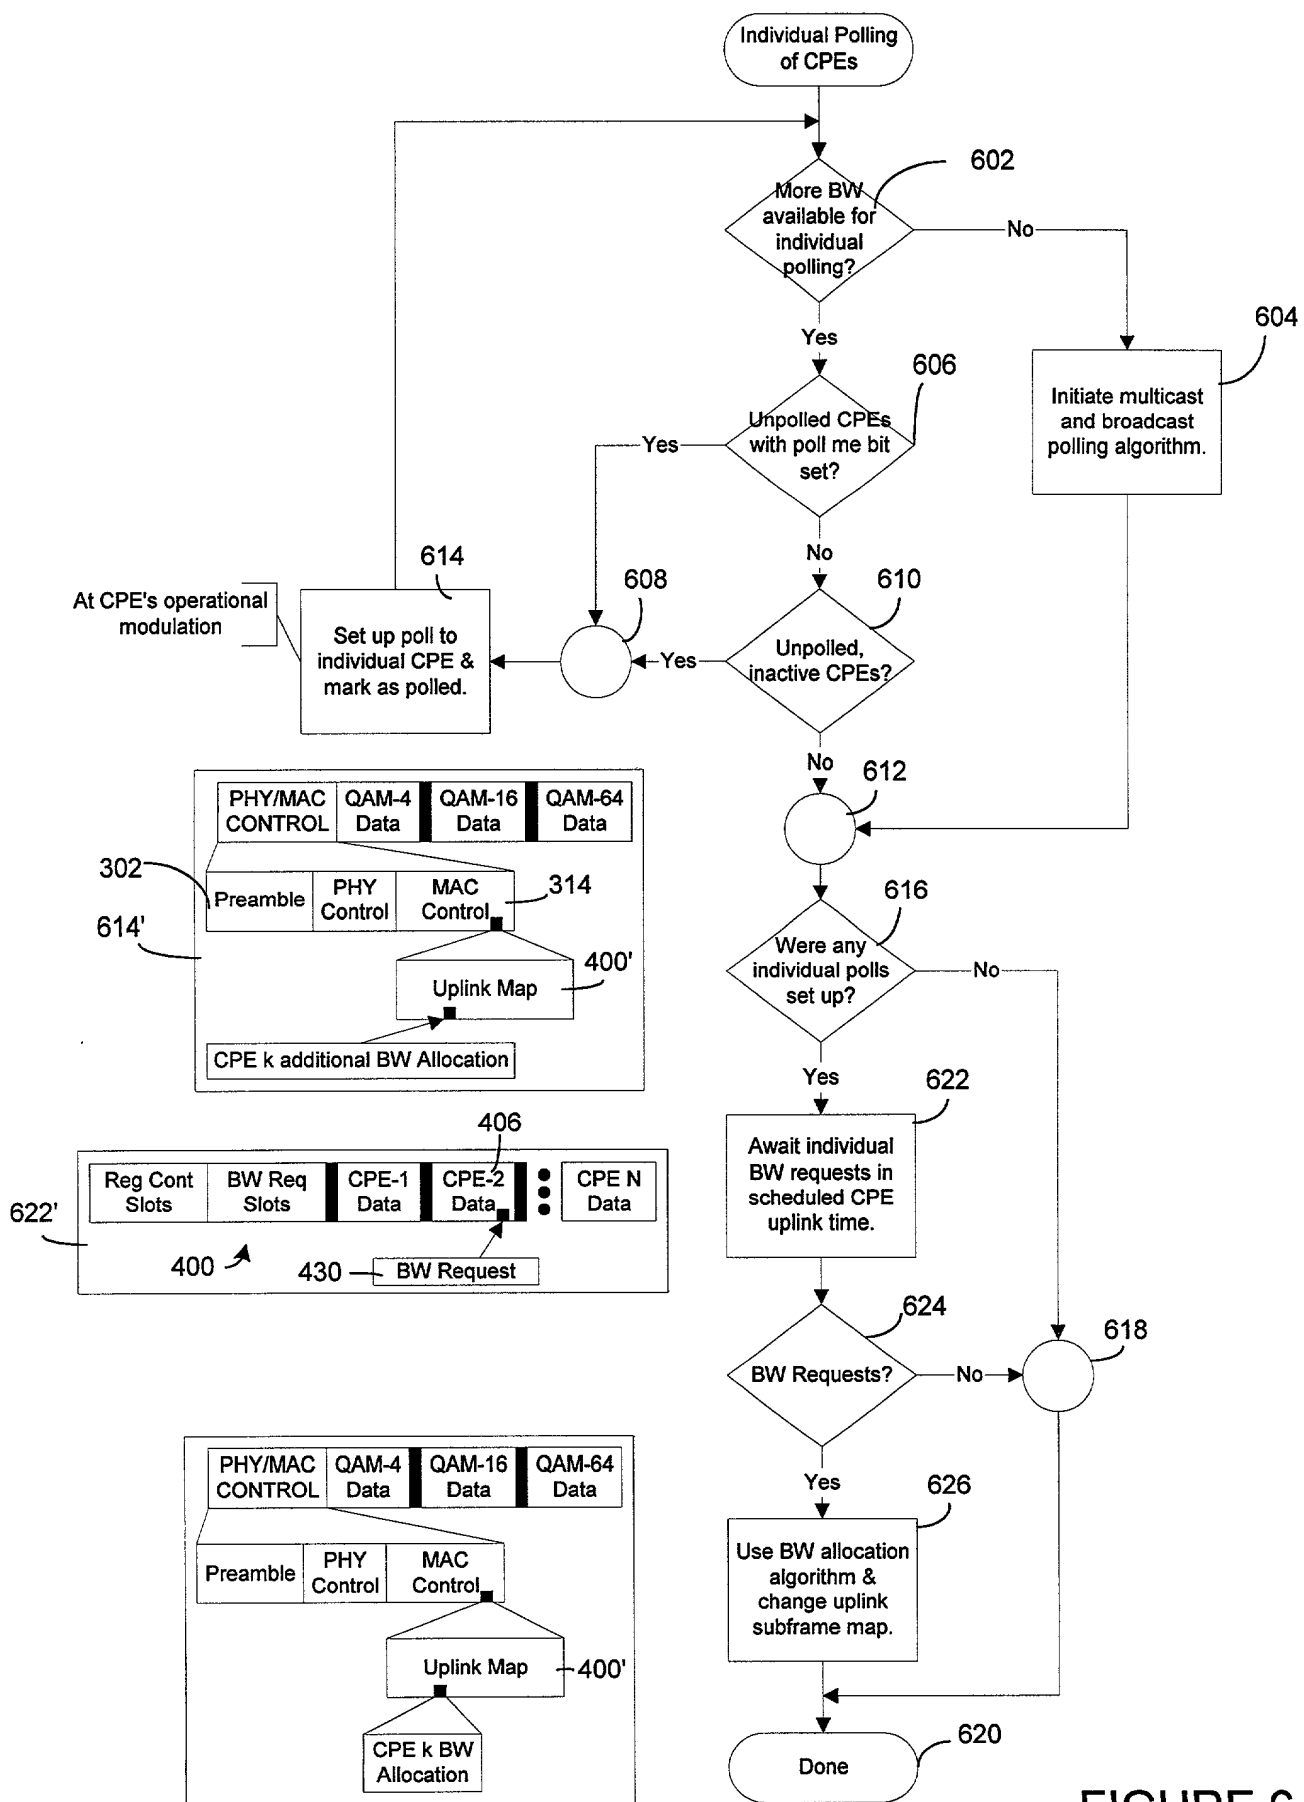 Individual Polling
of CPEs
602
More BW
available for
individual
polling?
No
Yes
604
Initiate multicast
and broadcast
polling algorithm.
606
Unpolled CPEs
with poll me bit
set?
Yes
No
614
At CPE's operational
modulation
Set up poll to
individual CPE &
mark as polled.
608
610
Unpolled,
inactive CPEs?
Yes
No
612
PHY/MAC
CONTROL
QAM-4
Data
QAM-16
Data
QAM-64
Data
302
Preamble
PHY
Control
MAC
Control
314
614'
Uplink Map
400'
CPE k additional BW Allocation
616
Were any
individual polls
set up?
No
Yes
622
Await individual
BW requests in
scheduled CPE
uplink time.
406
Reg Cont
Slots
BW Req
Slots
CPE-1
Data
CPE-2
Data
CPE N
Data
622'
400
430
BW Request
624
BW Requests?
No
618
Yes
626
Use BW allocation
algorithm &
change uplink
subframe map.
PHY/MAC
CONTROL
QAM-4
Data
QAM-16
Data
QAM-64
Data
Preamble
PHY
Control
MAC
Control
Uplink Map
400'
CPE k BW
Allocation
Done
620